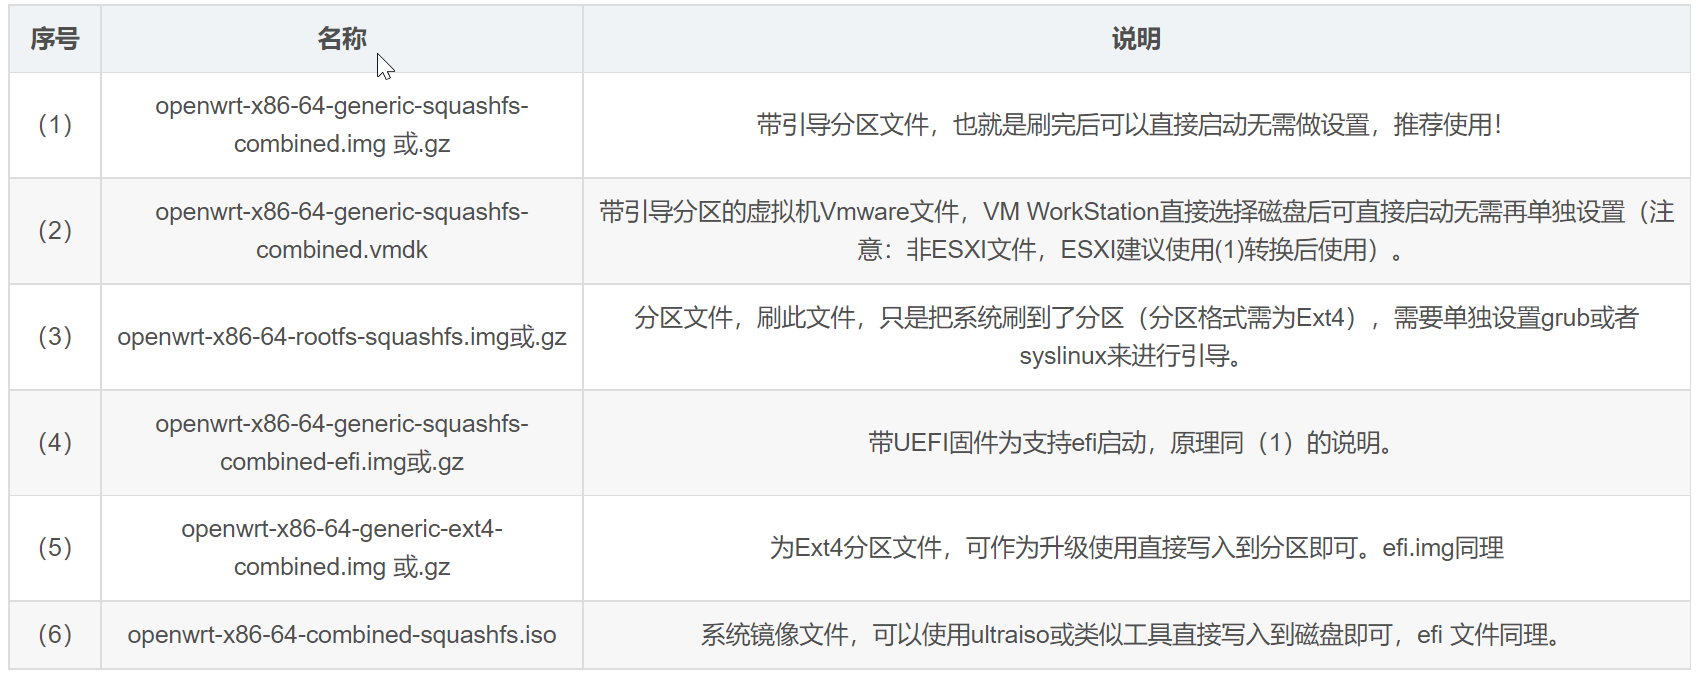 序号 名称 说明
（1）
openwrt-x86-64-generic-squashfs-
combined.img 或.gz
带引导分区文件，也就是刷完后可以直接启动无需做设置，推荐使用！
（2）
openwrt-x86-64-generic-squashfs-
combined.vmdk
带引导分区的虚拟机Vmware文件，VM WorkStation直接选择磁盘后可直接启动无需再单独设置（注
意：非ESXI文件，ESXI建议使用(1)转换后使用）。
（3）
openwrt-x86-64-rootfs-squashfs.img或.gz
分区文件，刷此文件，只是把系统刷到了分区（分区格式需为Ext4），需要单独设置grub或者
syslinux来进行引导。
（4）
openwrt-x86-64-generic-squashfs-
combined-efi.img或.gz
带UEFI固件为支持efi启动，原理同（1）的说明。
（5）
openwrt-x86-64-generic-ext4-
combined.img 或.gz
为Ext4分区文件，可作为升级使用直接写入到分区即可。efi.img同理
（6）
openwrt-x86-64-combined-squashfs.iso
系统镜像文件，可以使用ultraiso或类似工具直接写入到磁盘即可，efi 文件同理。